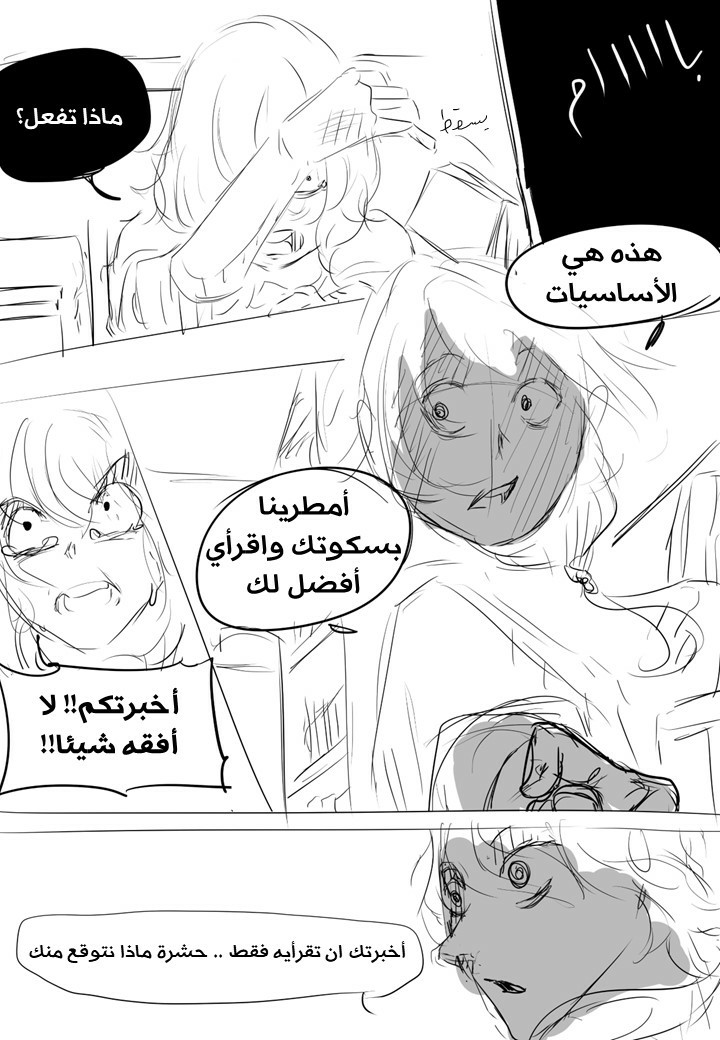 بااااام
يسقط
ماذا تفعل؟
هذه هي
الأساسيات
أمطرينا
بسكوتك واقرأي
أفضل لك
أخبرتكم!! لا
أفقه شيئا!!
أخبرتك ان تقرأيه فقط .. حشرة ماذا نتوقع منك